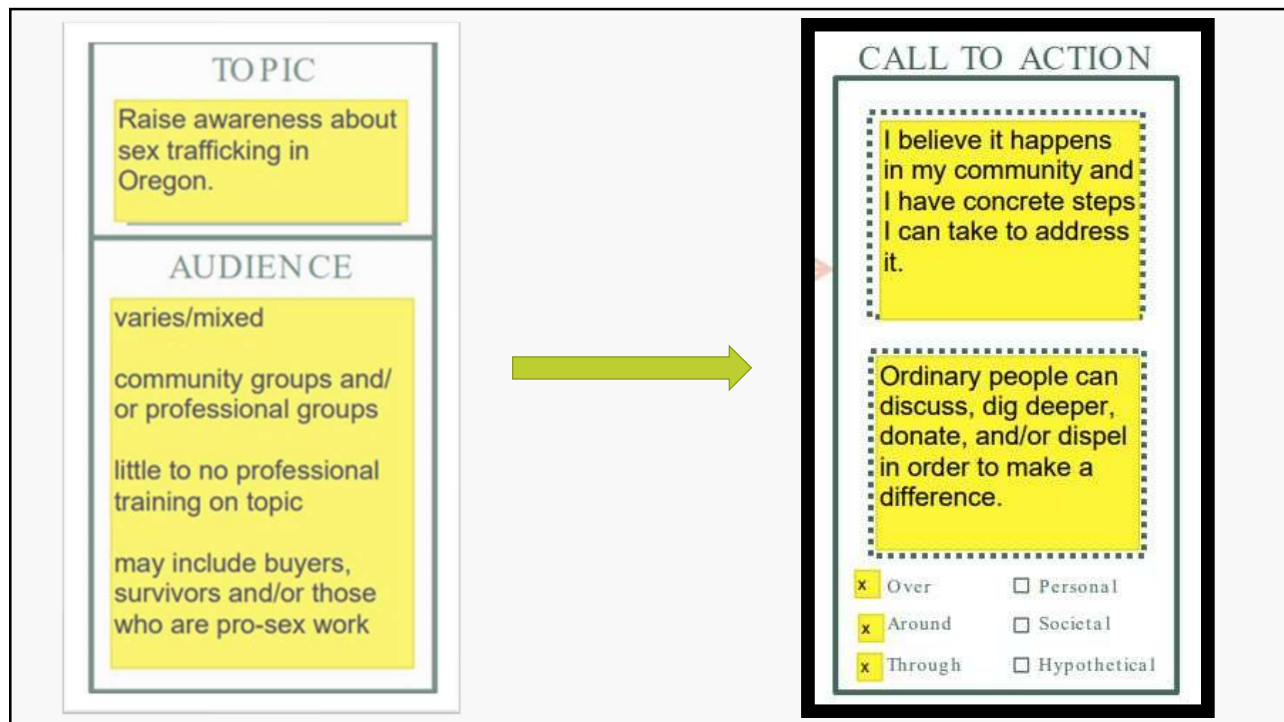 TOPIC
Raise awareness about
sex trafficking in
Oregon.
AUDIENCE
varies/mixed
community groups and/
or professional groups
little to no professional
training on topic
may include buyers,
survivors and/or those
who are pro-sex work
CALL TO ACTION
I believe it happens
in my community and
I have concrete steps
I can take to address
it.
Ordinary people can
discuss, dig deeper,
donate, and/or dispel
in order to make a
difference.
x Over
Personal
x Around
Societal
x Through
Hypothetical